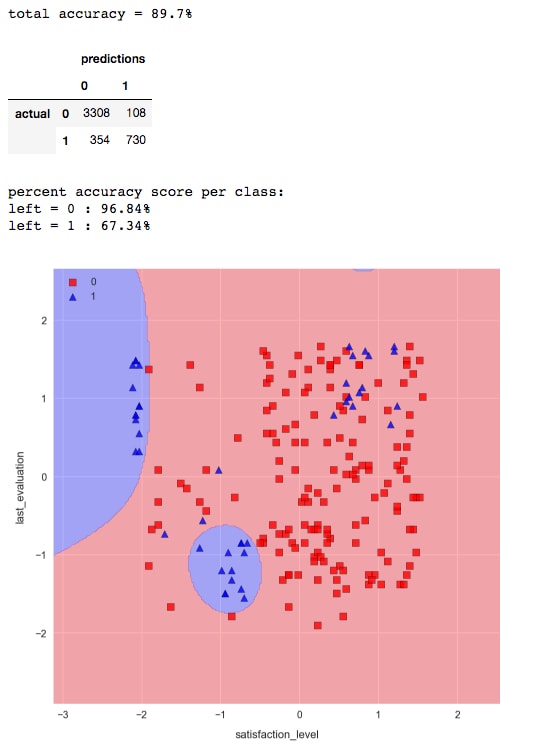 total accuracy = 89.7%
predictions
0 1
actual 0 3308 108
1 354 730
percent accuracy score per class:
left = 0 : 96.84%
left = 1 : 67.34%
0
1
2
1
0
−1
−2
last_evaluation
−3 −2 −1 0 1 2
satisfaction_level